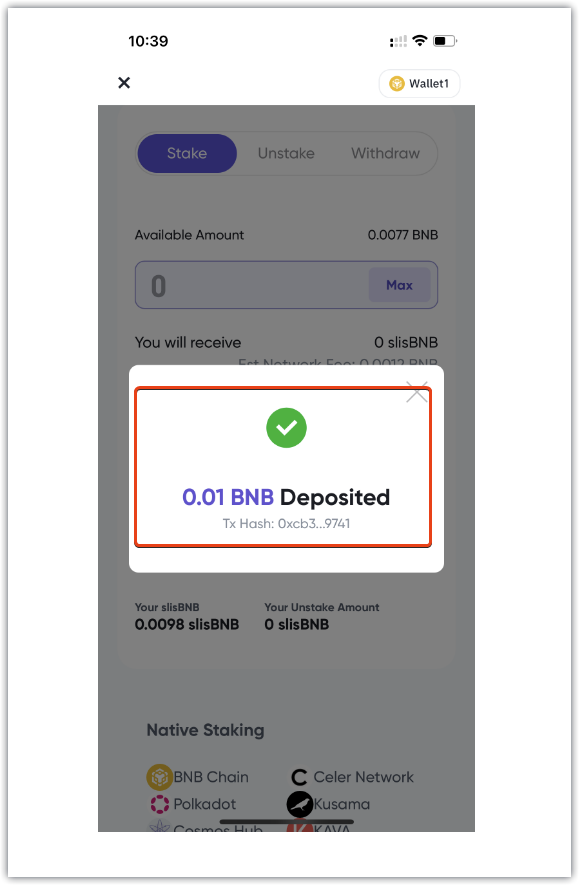 10:39
Wallet1
Stake Unstake Withdraw
Available Amount 0.0077 BNB
0 Max
You will receive 0 slisBNB
Est Network Fee: 0.0012 BNB
0.01 BNB Deposited
Tx Hash: 0xcb3...9741
Your slisBNB Your Unstake Amount
0.0098 slisBNB 0 slisBNB
Native Staking
BNB Chain Celer Network
Polkadot Kusama
Cosmos Hub KAVA